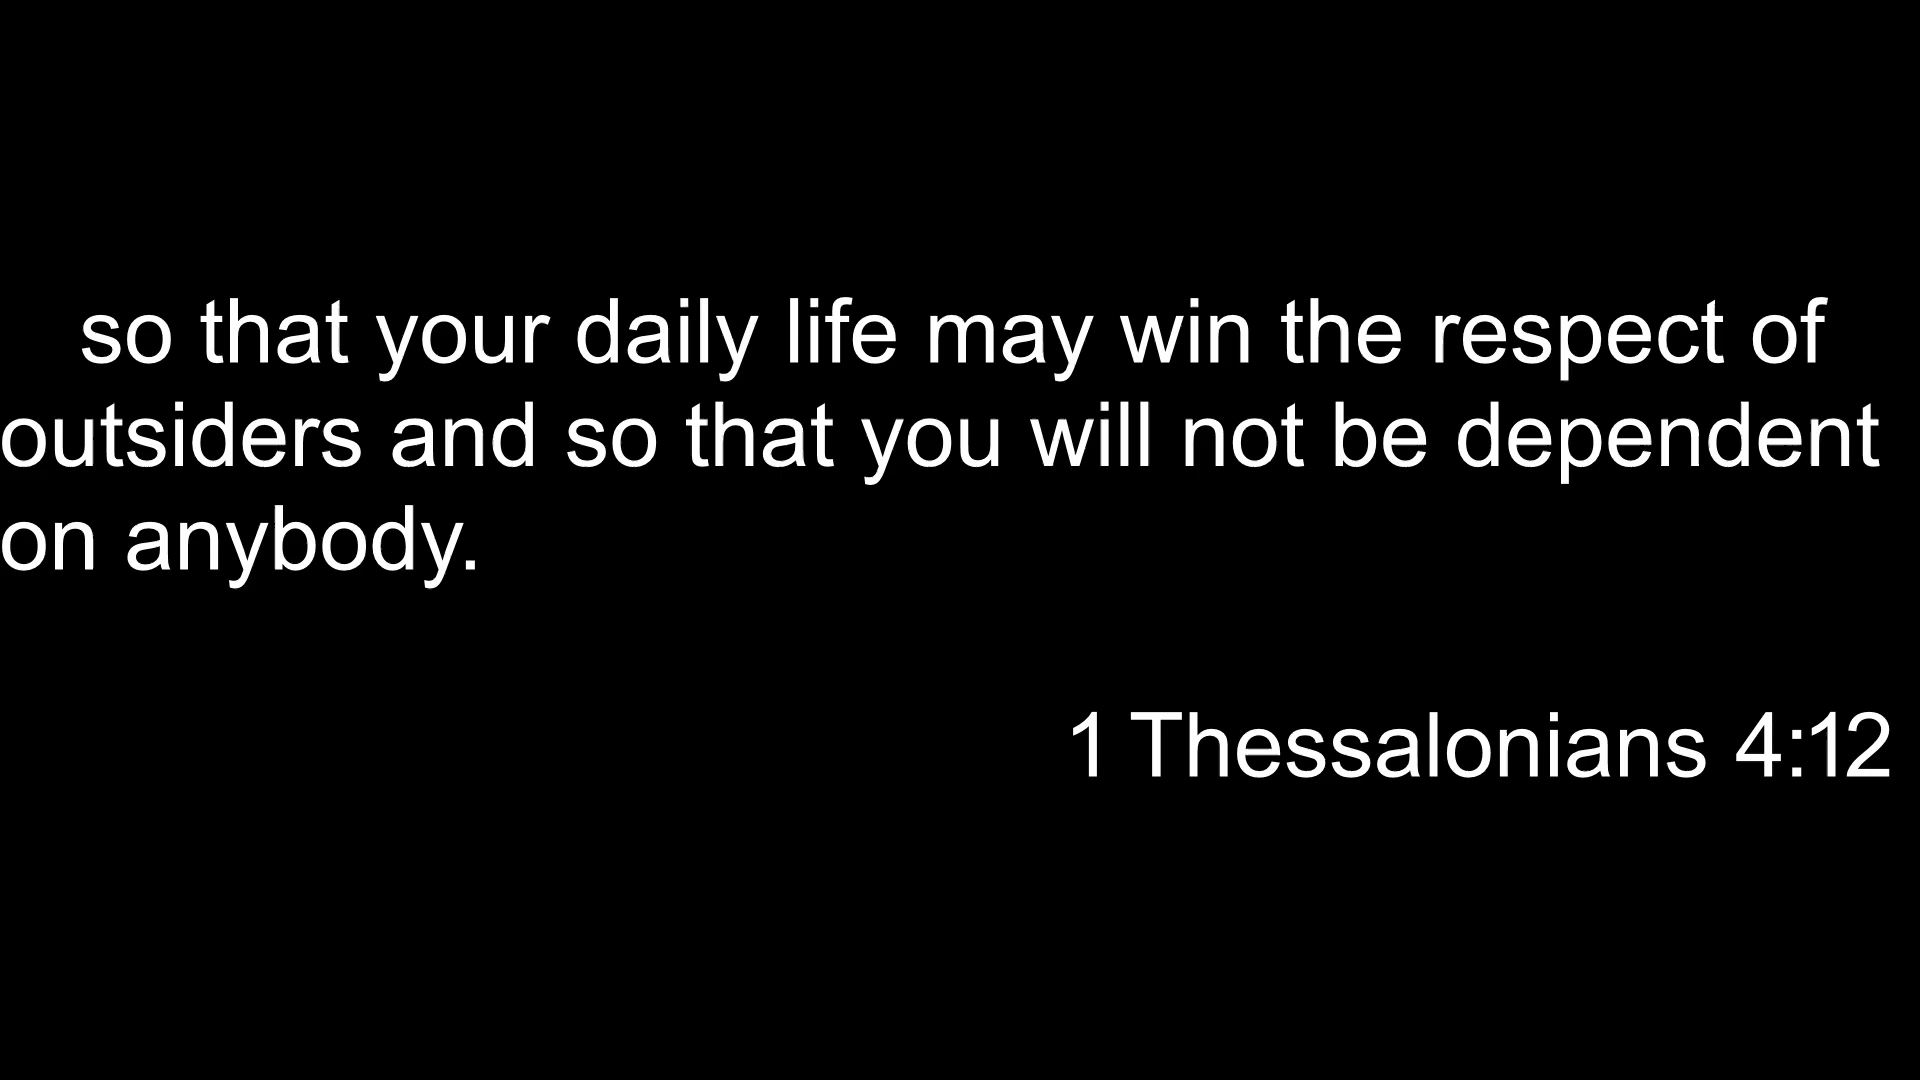 so that your daily life may win the respect of
outsiders and so that you will not be dependent
on anybody.
1 Thessalonians 4:12